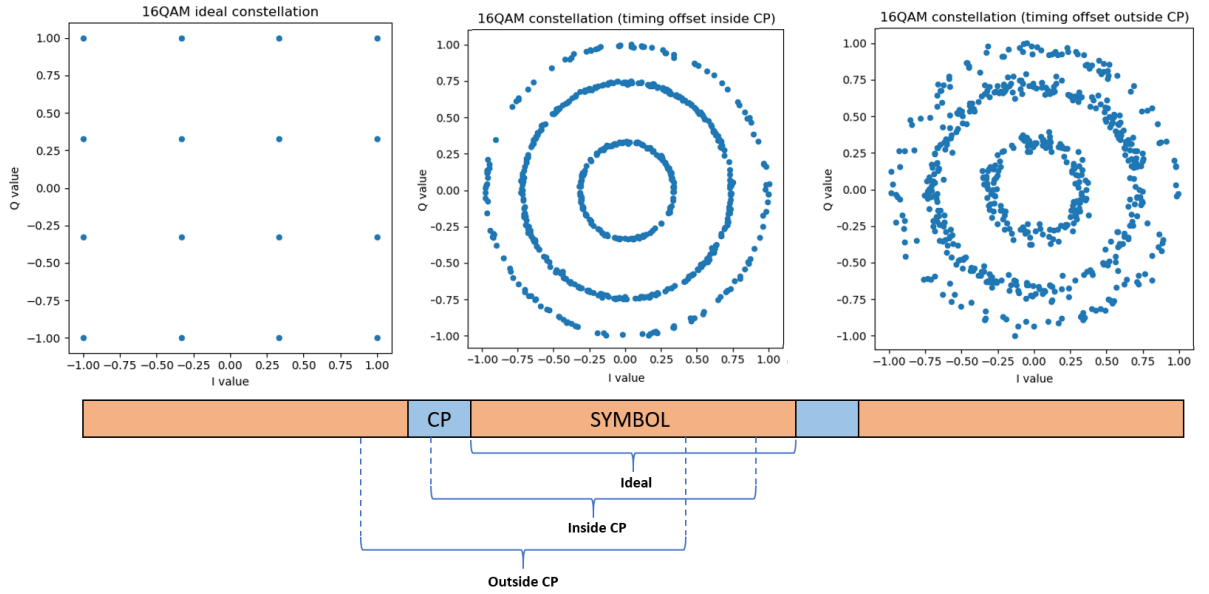 16QAM ideal constellation
1.00
0.75
0.50
0.25
0.00
−0.25
−0.50
−0.75
−1.00
Q value
−1.00 −0.75 −0.50 −0.25 0.00 0.25 0.50 0.75 1.00
I value
16QAM constellation (timing offset inside CP)
1.00
0.75
0.50
0.25
0.00
−0.25
−0.50
−0.75
−1.00
Q value
−1.00 −0.75 −0.50 −0.25 0.00 0.25 0.50 0.75 1.00
I value
16QAM constellation (timing offset outside CP)
1.00
0.75
0.50
0.25
0.00
−0.25
−0.50
−0.75
−1.00
Q value
−1.00 −0.75 −0.50 −0.25 0.00 0.25 0.50 0.75 1.00
I value
CP SYMBOL
Ideal
Inside CP
Outside CP